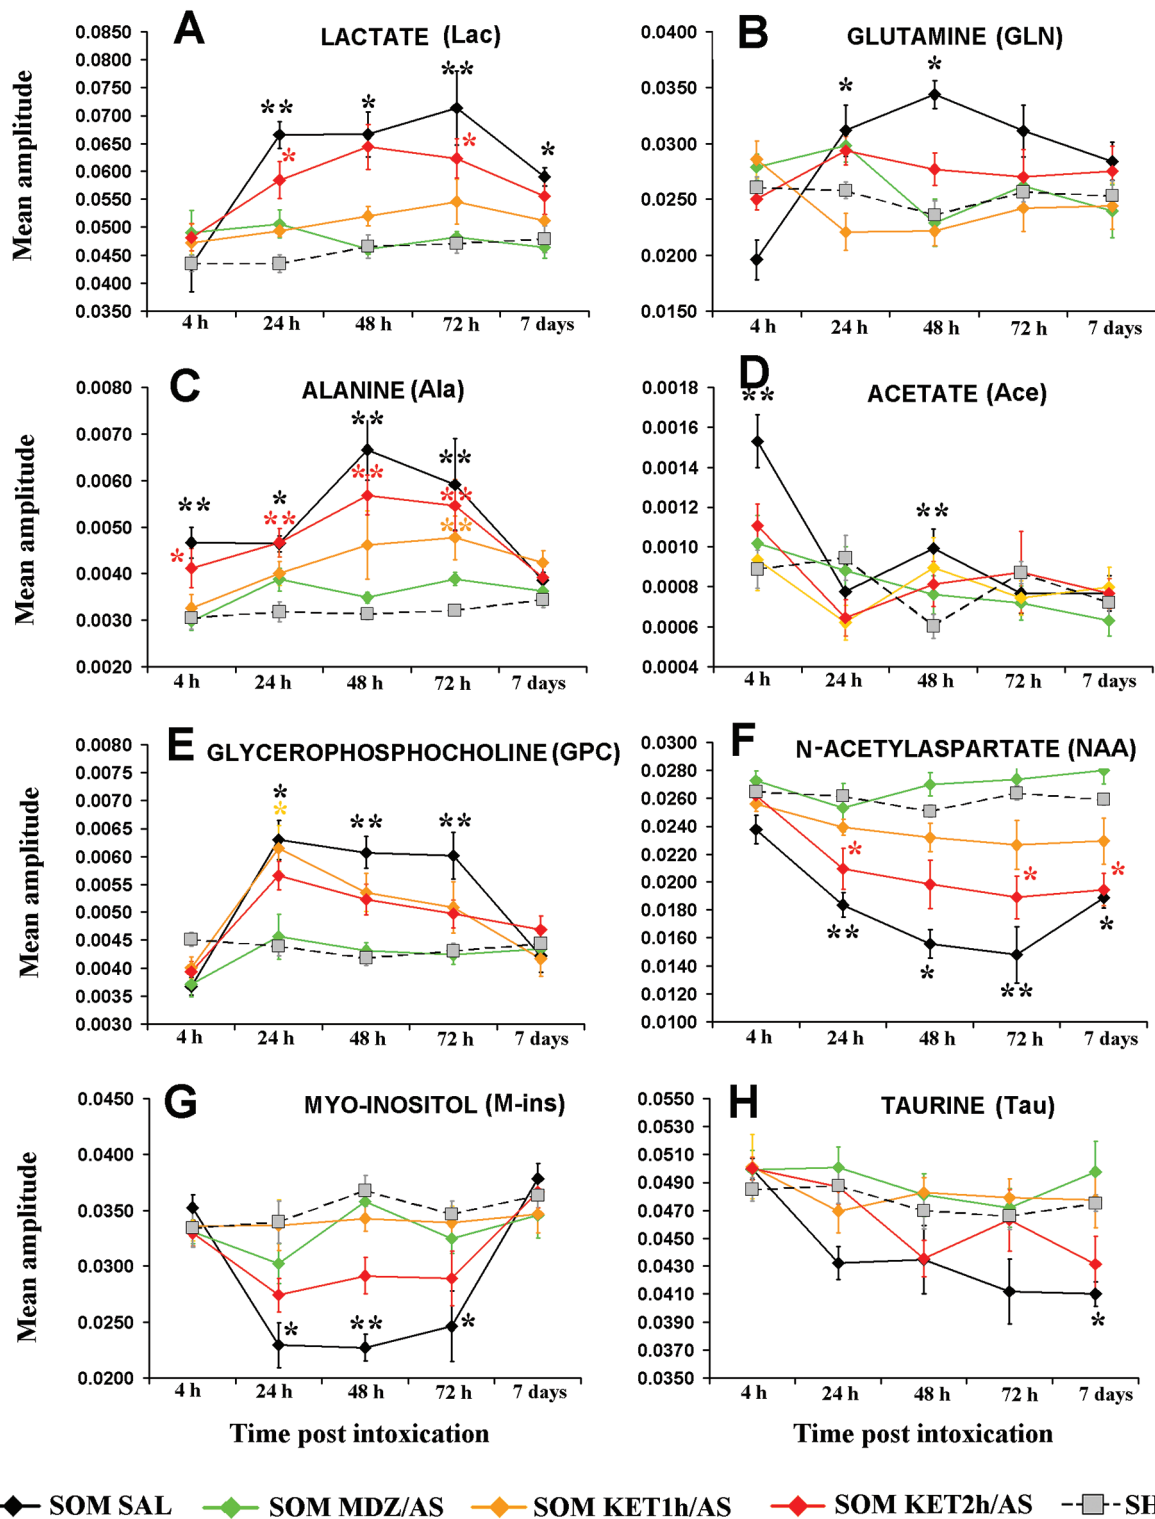 A LACTATE (Lac)
Mean amplitude
0.0850
0.0800
0.0750
0.0700
0.0650
0.0600
0.0550
0.0500
0.0450
0.0400
0.0350
** * ** * * *
4 h 24 h 48 h 72 h 7 days
B GLUTAMINE (GLN)
0.0400
0.0350
0.0300
0.0250
0.0200
0.0150
* *
4 h 24 h 48 h 72 h 7 days
C ALANINE (Ala)
Mean amplitude
0.0080
0.0070
0.0060
0.0050
0.0040
0.0030
0.0020
** * * ** ** ** ** ** **
4 h 24 h 48 h 72 h 7 days
D ACETATE (Ace)
0.0018
0.0016
0.0014
0.0012
0.0010
0.0008
0.0006
0.0004
** **
4 h 24 h 48 h 72 h 7 days
E GLYCEROPHOSPHOCHOLINE (GPC)
Mean amplitude
0.0080
0.0075
0.0070
0.0065
0.0060
0.0055
0.0050
0.0045
0.0040
0.0035
0.0030
* * ** **
4 h 24 h 48 h 72 h 7 days
F N-ACETYLASPARTATE (NAA)
0.0300
0.0280
0.0260
0.0240
0.0220
0.0200
0.0180
0.0160
0.0140
0.0120
0.0100
* ** * * ** * *
4 h 24 h 48 h 72 h 7 days
G MYO-INOSITOL (M-ins)
Mean amplitude
0.0450
0.0400
0.0350
0.0300
0.0250
0.0200
* ** *
4 h 24 h 48 h 72 h 7 days
Time post intoxication
H TAURINE (Tau)
0.0550
0.0530
0.0510
0.0490
0.0470
0.0450
0.0430
0.0410
0.0390
0.0370
0.0350
*
4 h 24 h 48 h 72 h 7 days
Time post intoxication
SOM SAL SOM MDZ/AS SOM KET1h/AS SOM KET2h/AS SH